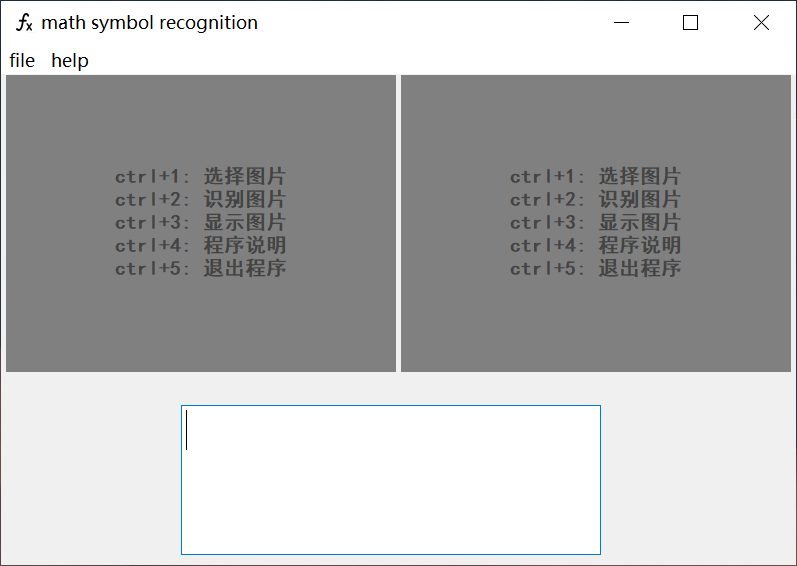 fx math symbol recognition
file help
ctrl+1: 选择图片
ctrl+2: 识别图片
ctrl+3: 显示图片
ctrl+4: 程序说明
ctrl+5: 退出程序
ctrl+1: 选择图片
ctrl+2: 识别图片
ctrl+3: 显示图片
ctrl+4: 程序说明
ctrl+5: 退出程序